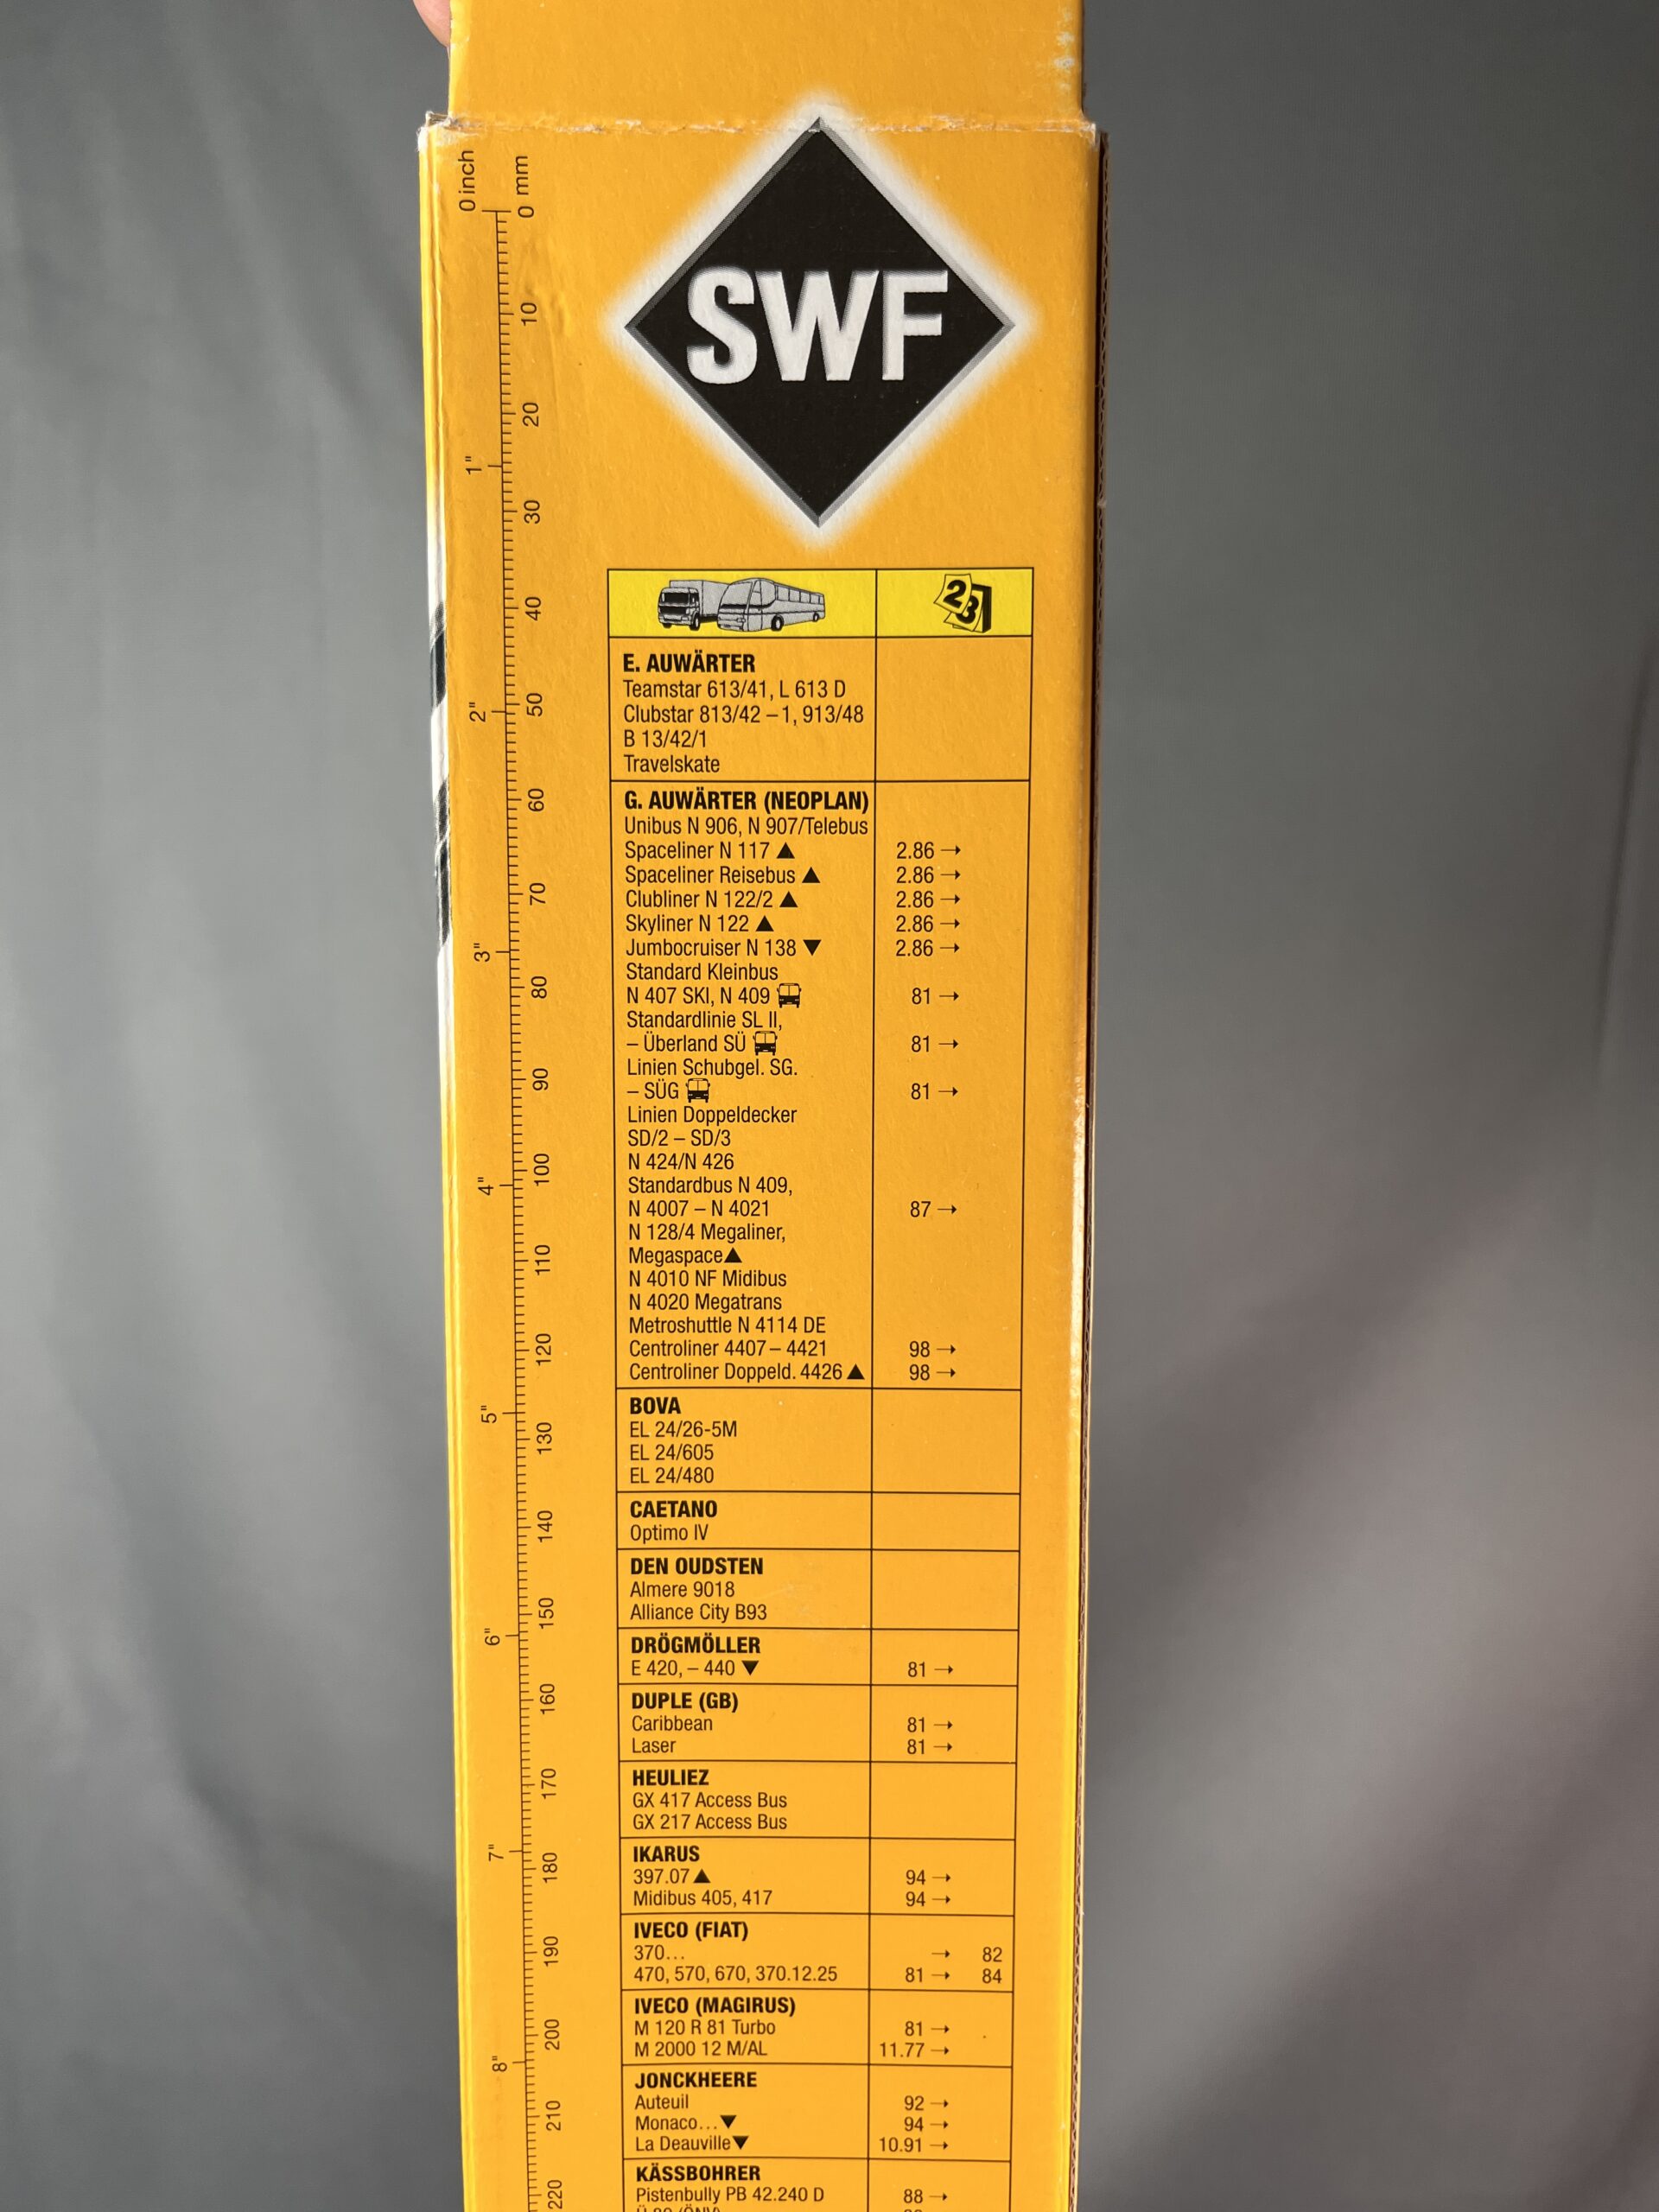 0 inch
0 mm
10
20
1"
30
40
2"
50
60
70
3"
80
90
100
4"
110
120
5"
130
140
150
6"
160
170
7"
180
190
200
8"
210
220
SWF
23
E. AUWÄRTER
Teamstar 613/41, L 613 D
Clubstar 813/42 – 1, 913/48
B 13/42/1
Travelskate
G. AUWÄRTER (NEOPLAN)
Unibus N 906, N 907/Telebus
Spaceliner N 117 ▲ 2.86 →
Spaceliner Reisebus ▲ 2.86 →
Clubliner N 122/2 ▲ 2.86 →
Skyliner N 122 ▲ 2.86 →
Jumbocruiser N 138 ▼ 2.86 →
Standard Kleinbus
N 407 SKI, N 409 81 →
Standardlinie SL II,
– Überland SÜ 81 →
Linien Schubgel. SG.
– SÜG 81 →
Linien Doppeldecker
SD/2 – SD/3
N 424/N 426
Standardbus N 409,
N 4007 – N 4021 87 →
N 128/4 Megaliner,
Megaspace▲
N 4010 NF Midibus
N 4020 Megatrans
Metroshuttle N 4114 DE
Centroliner 4407 – 4421 98 →
Centroliner Doppeld. 4426 ▲ 98 →
BOVA
EL 24/26-5M
EL 24/605
EL 24/480
CAETANO
Optimo IV
DEN OUDSTEN
Almere 9018
Alliance City B93
DRÖGMÖLLER
E 420, – 440 ▼ 81 →
DUPLE (GB)
Caribbean 81 →
Laser 81 →
HEULIEZ
GX 417 Access Bus
GX 217 Access Bus
IKARUS
397.07 ▲ 94 →
Midibus 405, 417 94 →
IVECO (FIAT)
370... → 82
470, 570, 670, 370.12.25 81 → 84
IVECO (MAGIRUS)
M 120 R 81 Turbo 81 →
M 2000 12 M/AL 11.77 →
JONCKHEERE
Auteuil 92 →
Monaco...▼ 94 →
La Deauville▼ 10.91 →
KÄSSBOHRER
Pistenbully PB 42.240 D 88 →